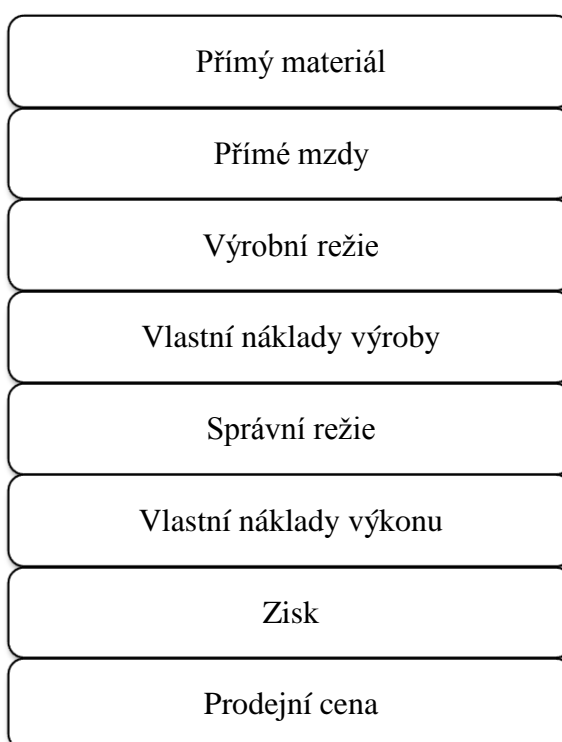 Přímý materiál
Přímé mzdy
Výrobní režie
Vlastní náklady výroby
Správní režie
Vlastní náklady výkonu
Zisk
Prodejní cena